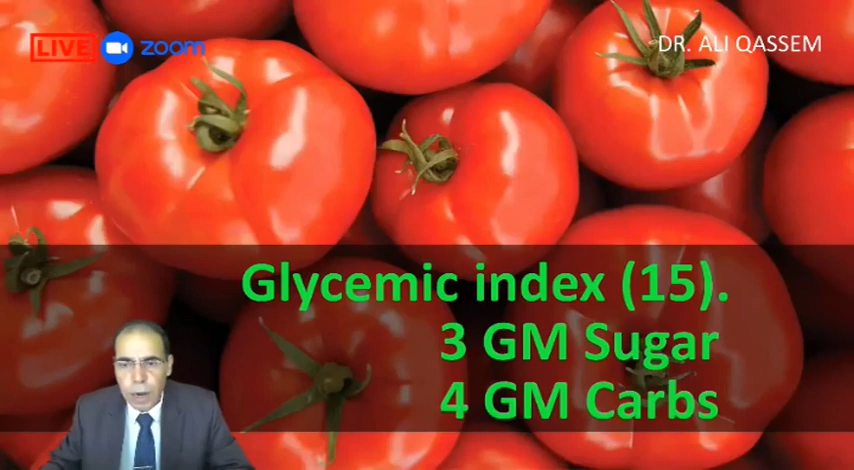 LIVE zoom
DR. ALI QASSEM
Glycemic index (15).
3 GM Sugar
4 GM Carbs